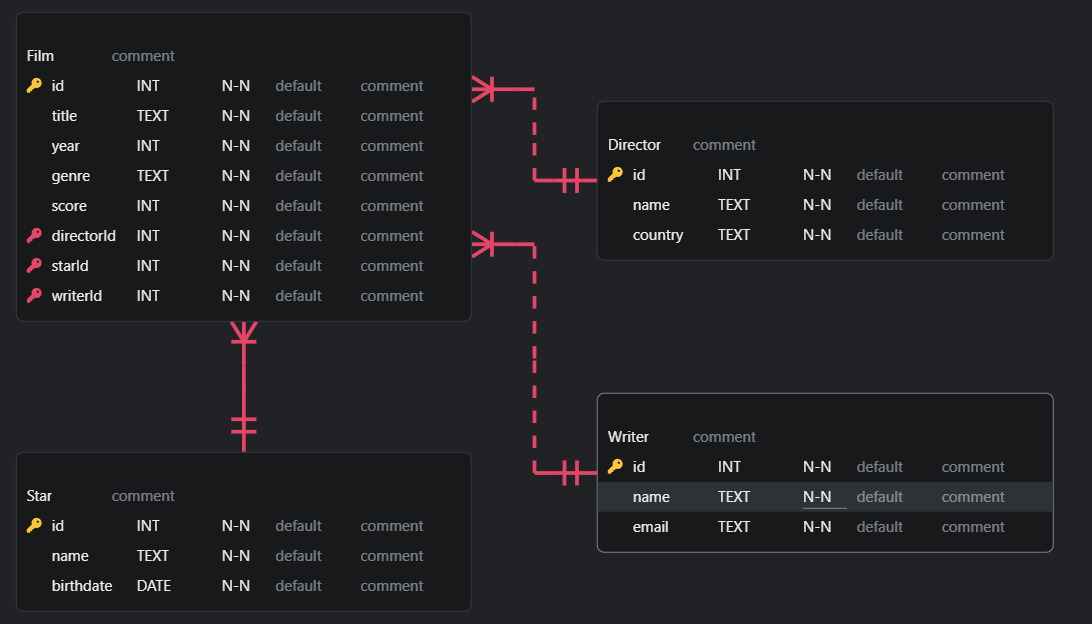 Film comment
id INT N-N default comment
title TEXT N-N default comment
year INT N-N default comment
genre TEXT N-N default comment
score INT N-N default comment
directorId INT N-N default comment
starId INT N-N default comment
writerId INT N-N default comment
Director comment
id INT N-N default comment
name TEXT N-N default comment
country TEXT N-N default comment
Star comment
id INT N-N default comment
name TEXT N-N default comment
birthdate DATE N-N default comment
Writer comment
id INT N-N default comment
name TEXT N-N default comment
email TEXT N-N default comment